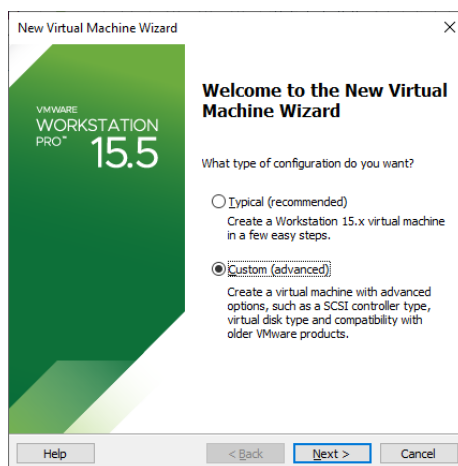 New Virtual Machine Wizard
VMWARE
WORKSTATION
PRO™ 15.5
Welcome to the New Virtual
Machine Wizard
What type of configuration do you want?
Typical (recommended)
Create a Workstation 15.x virtual machine
in a few easy steps.
Custom (advanced)
Create a virtual machine with advanced
options, such as a SCSI controller type,
virtual disk type and compatibility with
older VMware products.
Help
< Back
Next >
Cancel